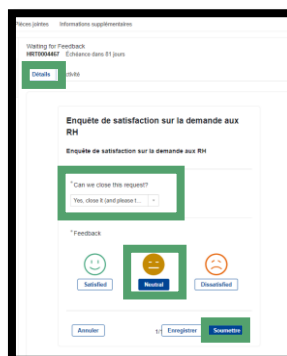 Pièces jointes Informations supplémentaires
Waiting for Feedback
HRT0004467 Échéance dans 81 jours
Détails ctivité
Enquête de satisfaction sur la demande aux
RH
Enquête de satisfaction sur la demande aux RH
*Can we close this request?
Yes, close it (and please t...
*Feedback
Satisfied Neutral Dissatisfied
Annuler Enregistrer Soumettre